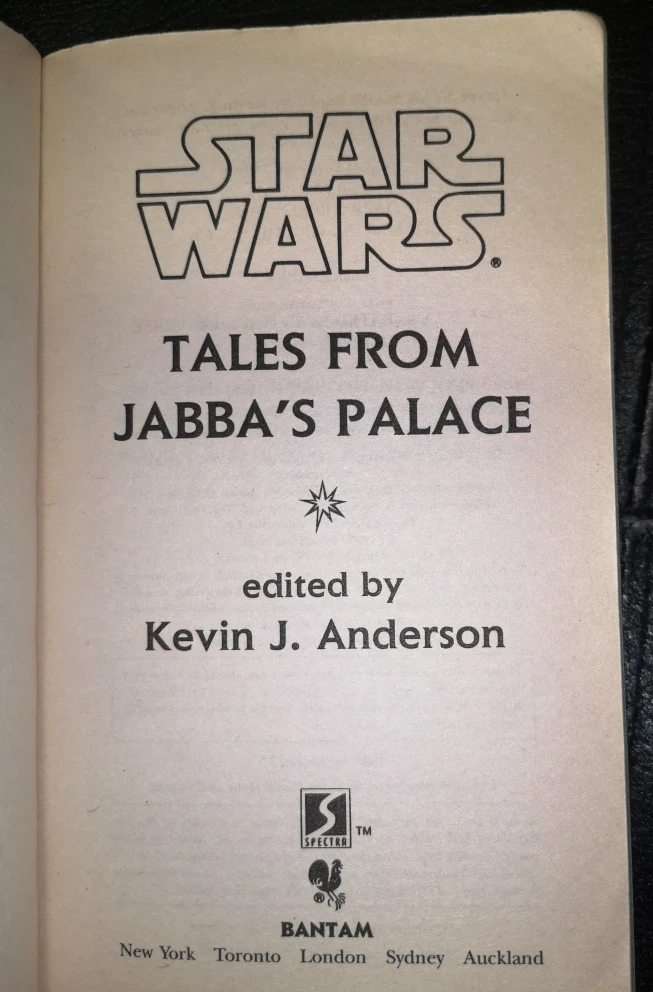 STAR
WARS®
TALES FROM
JABBA'S PALACE
edited by
Kevin J. Anderson
SPECTRA ™
®
BANTAM
New York Toronto London Sydney Auckland